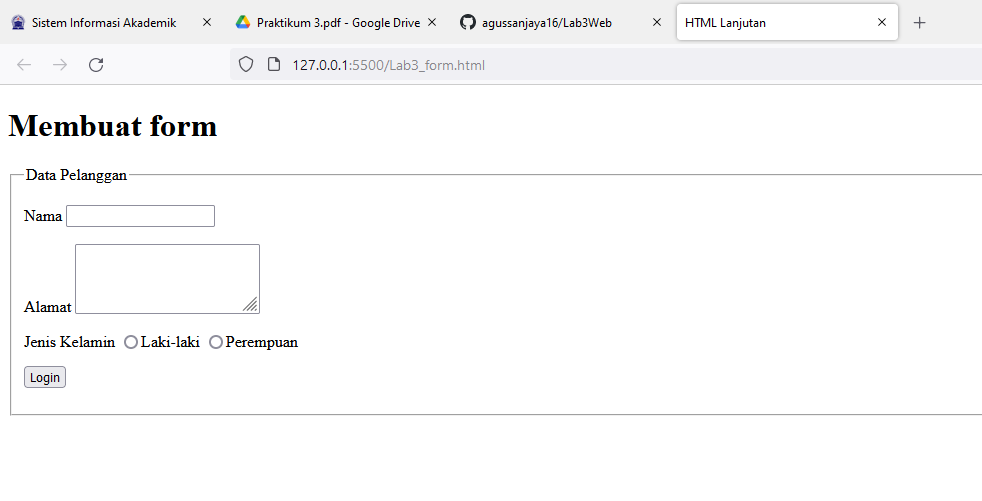 Sistem Informasi Akademik
Praktikum 3.pdf - Google Drive
agussanjaya16/Lab3Web
HTML Lanjutan
127.0.0.1:5500/Lab3_form.html
Membuat form
Data Pelanggan
Nama
Alamat
Jenis Kelamin Laki-laki Perempuan
Login